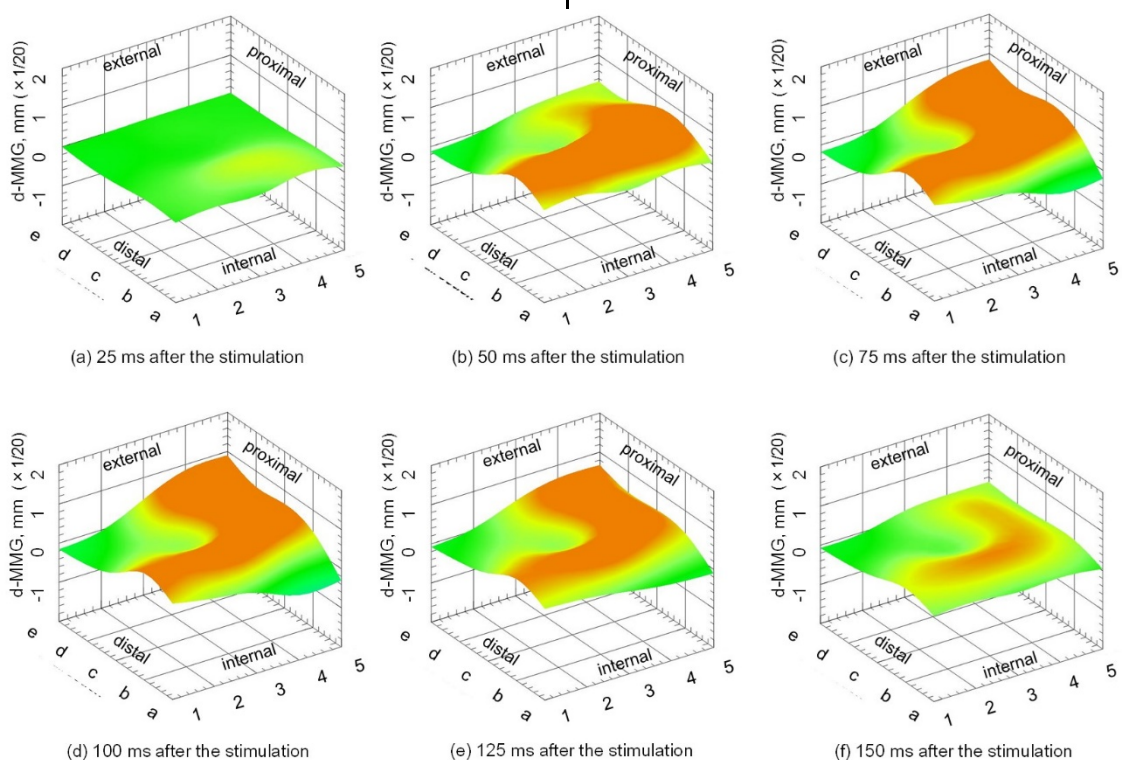 d-MMG, mm (×1/20)
2
1
0
-1
external
proximal
distal
internal
e
d
c
b
a
1
2
3
4
5
(a) 25 ms after the stimulation
d-MMG, mm (×1/20)
2
1
0
-1
external
proximal
distal
internal
e
d
c
b
a
1
2
3
4
5
(b) 50 ms after the stimulation
d-MMG, mm (×1/20)
2
1
0
-1
external
proximal
distal
internal
e
d
c
b
a
1
2
3
4
5
(c) 75 ms after the stimulation
d-MMG, mm (×1/20)
2
1
0
-1
external
proximal
distal
internal
e
d
c
b
a
1
2
3
4
5
(d) 100 ms after the stimulation
d-MMG, mm (×1/20)
2
1
0
-1
external
proximal
distal
internal
e
d
c
b
a
1
2
3
4
5
(e) 125 ms after the stimulation
d-MMG, mm (×1/20)
2
1
0
-1
external
proximal
distal
internal
e
d
c
b
a
1
2
3
4
5
(f) 150 ms after the stimulation